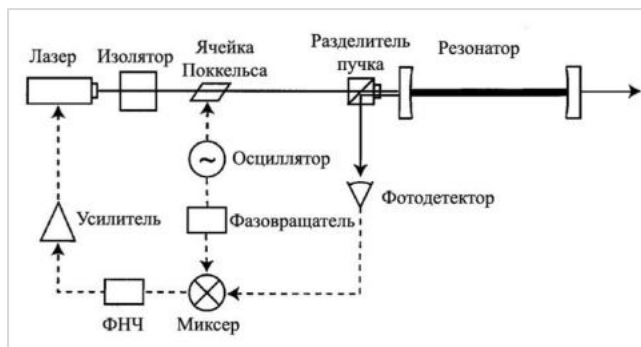 Лазер
Изолятор
Ячейка
Поккельса
Разделитель
пучка
Резонатор
~
Осциллятор
Фотодетектор
Усилитель
Фазовращатель
ФНЧ
Миксер